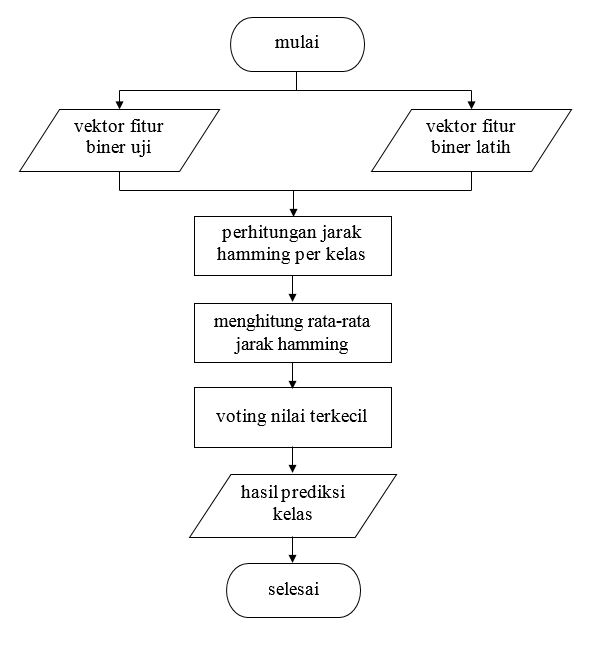 mulai
vektor fitur
biner uji
vektor fitur
biner latih
perhitungan jarak
hamming per kelas
menghitung rata-rata
jarak hamming
voting nilai terkecil
hasil prediksi
kelas
selesai